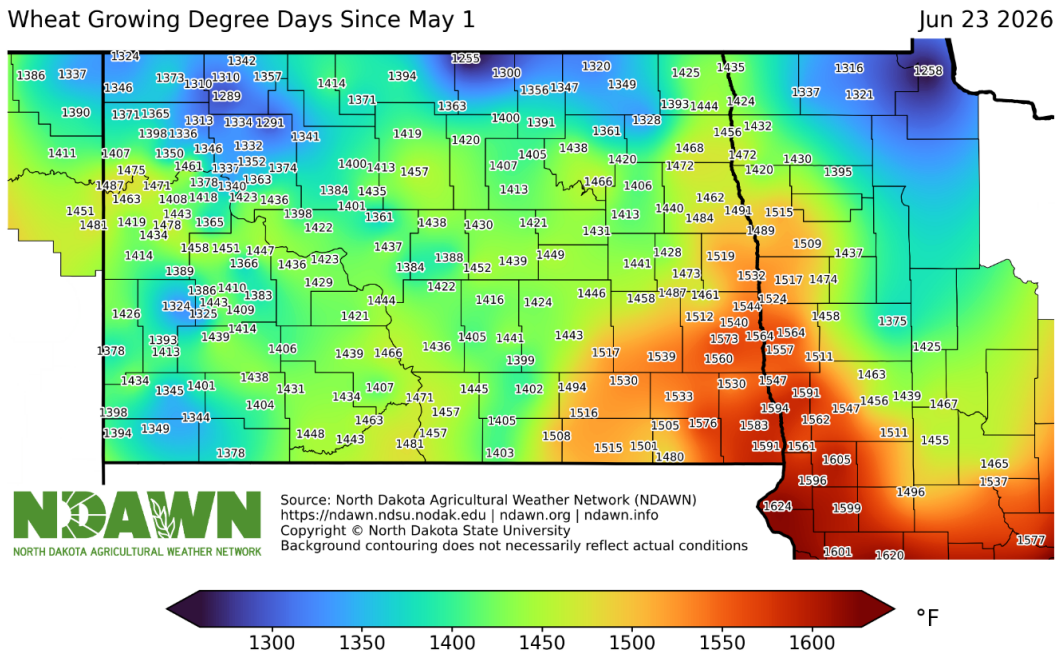 Wheat Growing Degree Days Since May 1 Jun 23 2026
1324 1342 1255 1320 1425 1435 1316 1258
1386 1337 1373 1310 1310 1357 1414 1394 1300 1349 1337 1321
1346 1289 1371 1363 1356 1347 1393 1444 1424
1390 1371 1365 1313 1334 1291 1400 1391 1328
1398 1336 1341 1419 1420 1361 1456 1432
1411 1407 1350 1346 1332 1405 1438 1468 1472
1475 1461 1337 1352 1374 1400 1413 1457 1407 1420 1472 1420 1430 1395
1487 1471 1378 1340 1363 1384 1435 1413 1466 1406
1463 1408 1418 1423 1436 1401 1462
1451 1443 1398 1361 1413 1440 1484 1491 1515
1481 1419 1478 1365 1422 1438 1430 1421 1431 1489
1434 1458 1451 1447 1437 1519 1509
1414 1389 1366 1436 1423 1384 1388 1452 1439 1449 1441 1428 1437
1386 1410 1383 1429 1422 1473 1532 1517 1474
1426 1324 1443 1325 1409 1444 1416 1424 1446 1458 1487 1461 1544 1524
1414 1421 1512 1540 1458 1375
1378 1393 1413 1439 1406 1439 1466 1436 1405 1441 1443 1573 1564 1564
1399 1517 1539 1560 1557 1511 1425
1434 1345 1401 1438 1431 1407 1445 1402 1494 1530 1530 1547 1463
1404 1434 1471 1533 1591 1456 1439
1398 1344 1463 1457 1405 1516 1505 1576 1594 1547 1467
1394 1349 1448 1443 1457 1508 1583 1562 1511
1378 1481 1403 1515 1501 1480 1591 1561 1455
1605 1465
1596 1496 1537
1624 1599
1601 1620 1577
NDAWN
NORTH DAKOTA AGRICULTURAL WEATHER NETWORK
Source: North Dakota Agricultural Weather Network (NDAWN)
https://ndawn.ndsu.nodak.edu | ndawn.org | ndawn.info
Copyright © North Dakota State University
Background contouring does not necessarily reflect actual conditions
1300 1350 1400 1450 1500 1550 1600 °F